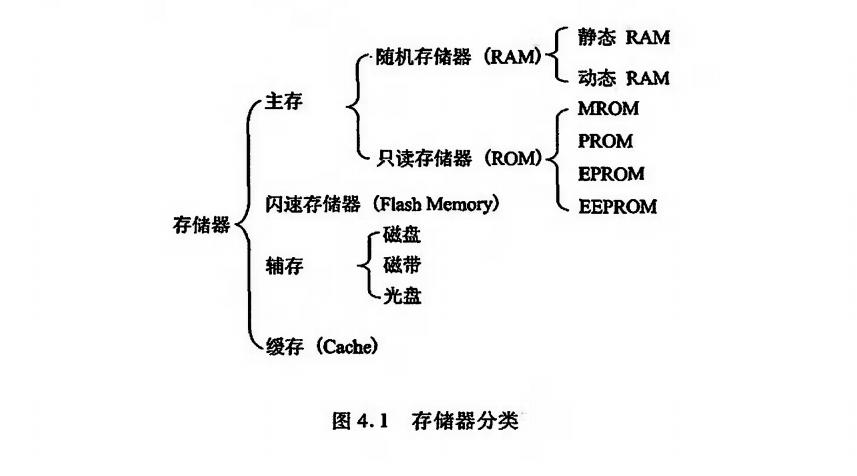 存储器
主存
随机存储器 (RAM)
静态 RAM
动态 RAM
只读存储器 (ROM)
MROM
PROM
EPROM
EEPROM
闪速存储器 (Flash Memory)
辅存
磁盘
磁带
光盘
缓存 (Cache)
图 4.1 存储器分类